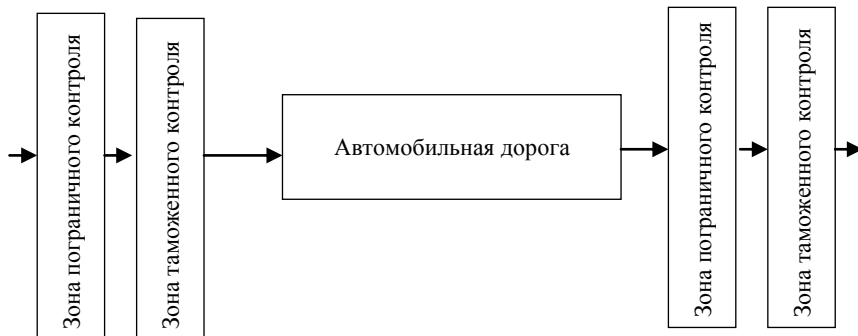 Зона пограничного контроля
Зона таможенного контроля
Автомобильная дорога
Зона пограничного контроля
Зона таможенного контроля